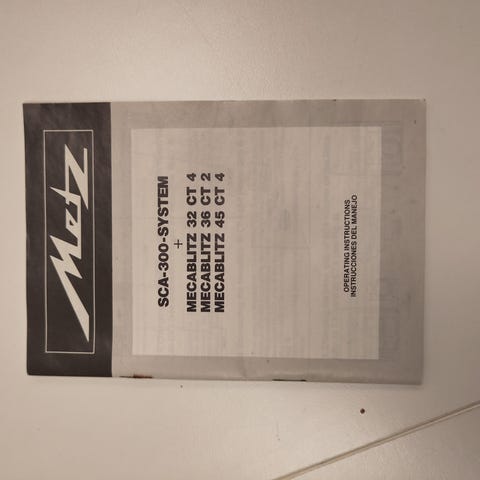 Metz
SCA-300-SYSTEM
+
MECABLITZ 32 CT 4
MECABLITZ 36 CT 2
MECABLITZ 45 CT 4
OPERATING INSTRUCTIONS
INSTRUCCIONES DEL MANEJO